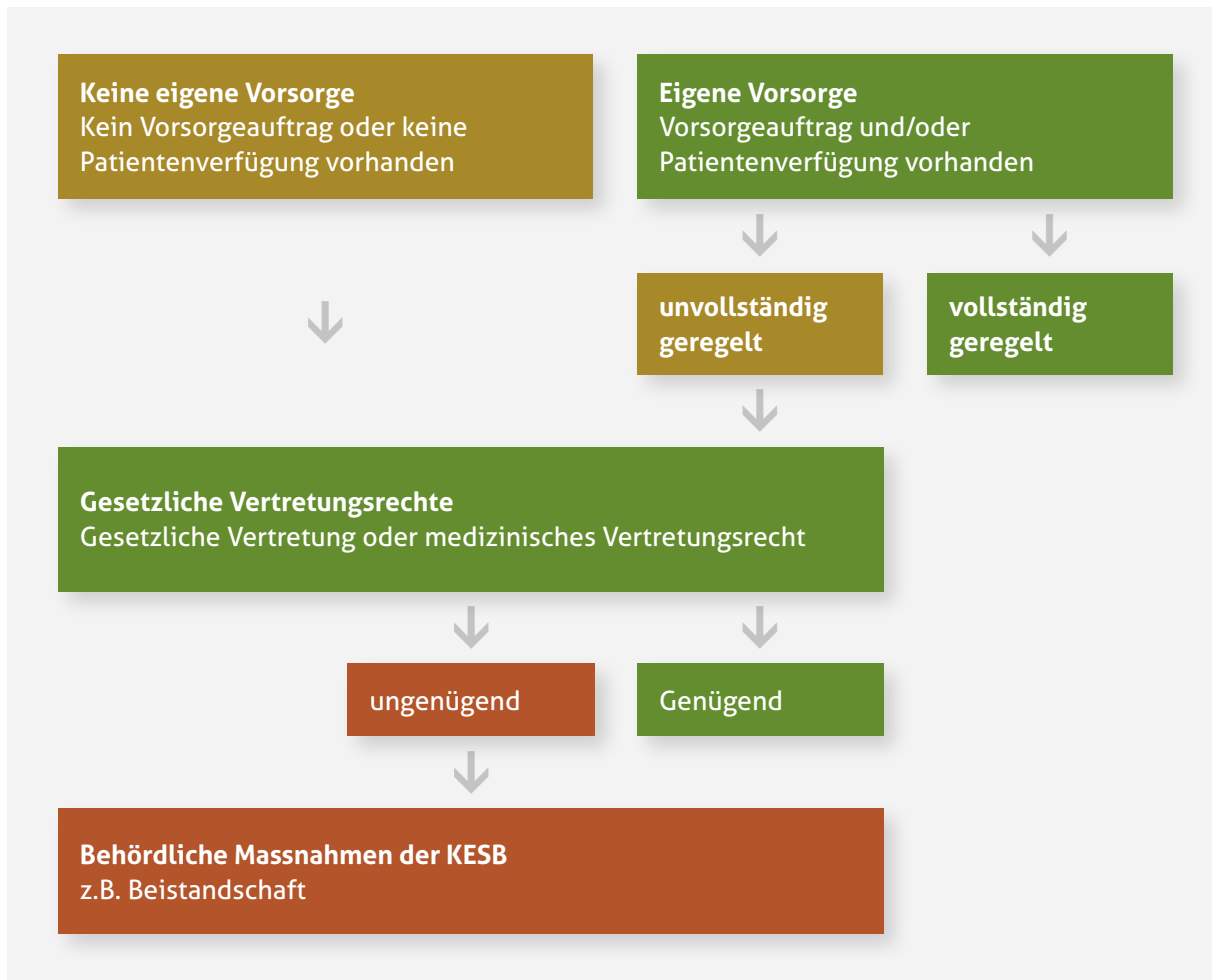 Keine eigene Vorsorge
Kein Vorsorgeauftrag oder keine
Patientenverfügung vorhanden
Eigene Vorsorge
Vorsorgeauftrag und/oder
Patientenverfügung vorhanden
unvollständig
geregelt
vollständig
geregelt
Gesetzliche Vertretungsrechte
Gesetzliche Vertretung oder medizinisches Vertretungsrecht
ungenügend
Genügend
Behördliche Massnahmen der KESB
z.B. Beistandschaft